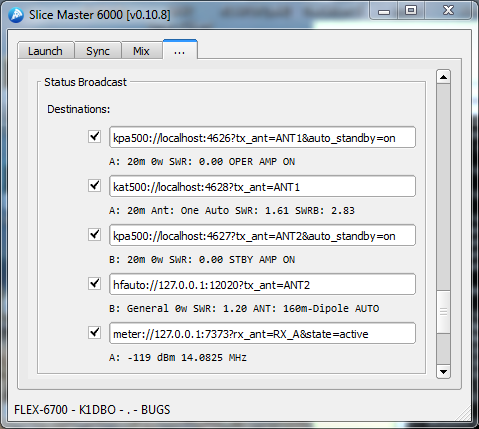 Slice Master 6000 [v0.10.8]
Launch Sync Mix ...
Status Broadcast
Destinations:
kpa500://localhost:4626?tx_ant=ANT1&auto_standby=on
A: 20m 0w SWR: 0.00 OPER AMP ON
kat500://localhost:4628?tx_ant=ANT1
A: 20m Ant: One Auto SWR: 1.61 SWRB: 2.83
kpa500://localhost:4627?tx_ant=ANT2&auto_standby=on
B: 20m 0w SWR: 0.00 STBY AMP ON
hfauto://127.0.0.1:12020?tx_ant=ANT2
B: General 0w SWR: 1.20 ANT: 160m-Dipole AUTO
meter://127.0.0.1:7373?rx_ant=RX_A&state=active
A: -119 dBm 14.0825 MHz
FLEX-6700 - K1DBO - . - BUGS